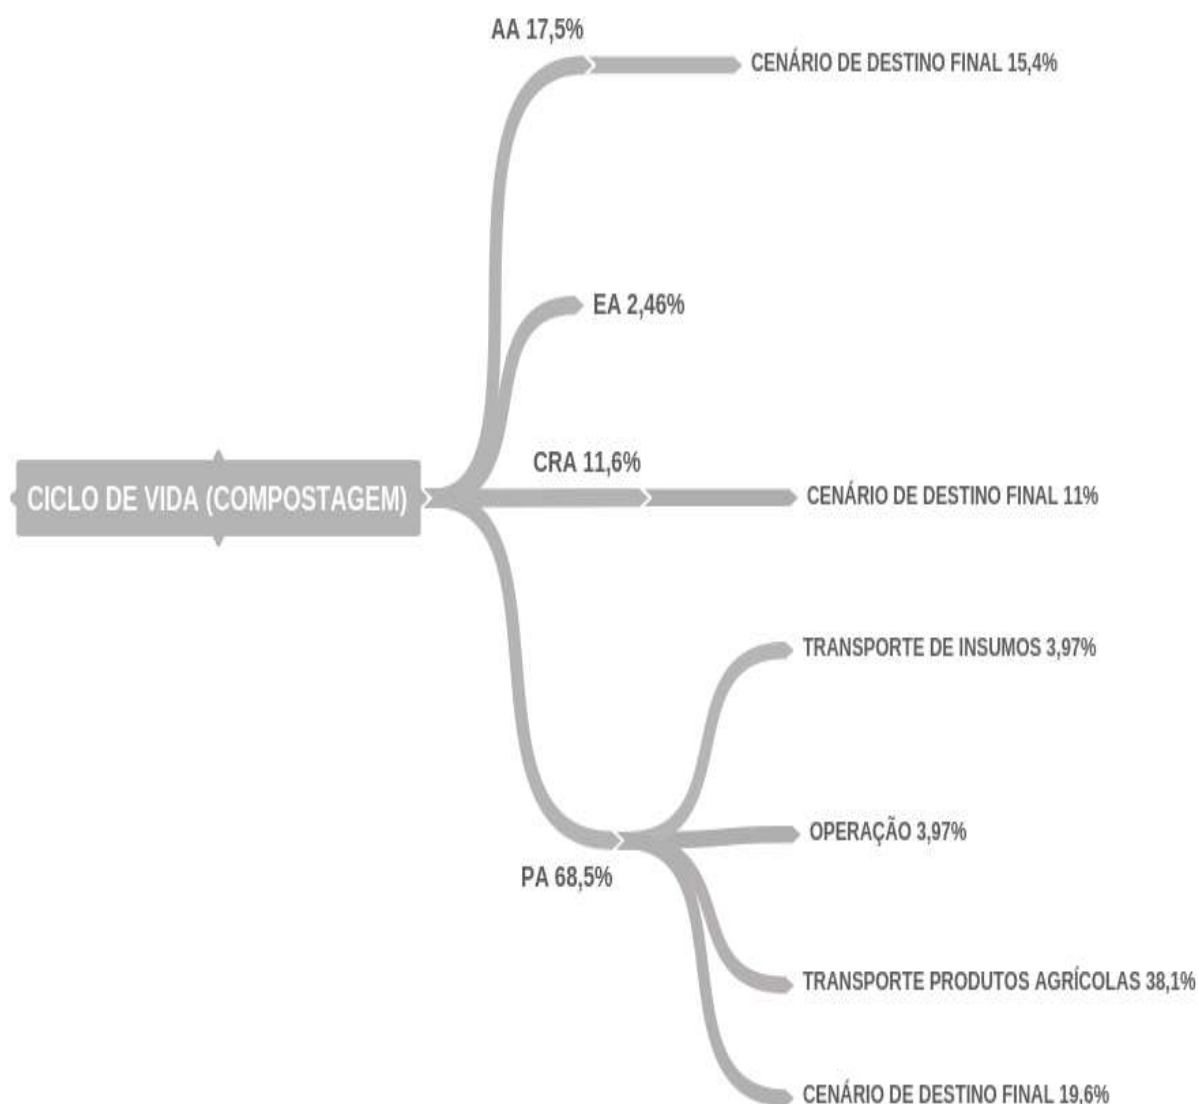 AA 17,5%
CENÁRIO DE DESTINO FINAL 15,4%
EA 2,46%
CRA 11,6%
CICLO DE VIDA (COMPOSTAGEM)
CENÁRIO DE DESTINO FINAL 11%
TRANSPORTE DE INSUMOS 3,97%
OPERAÇÃO 3,97%
PA 68,5%
TRANSPORTE PRODUTOS AGRÍCOLAS 38,1%
CENÁRIO DE DESTINO FINAL 19,6%